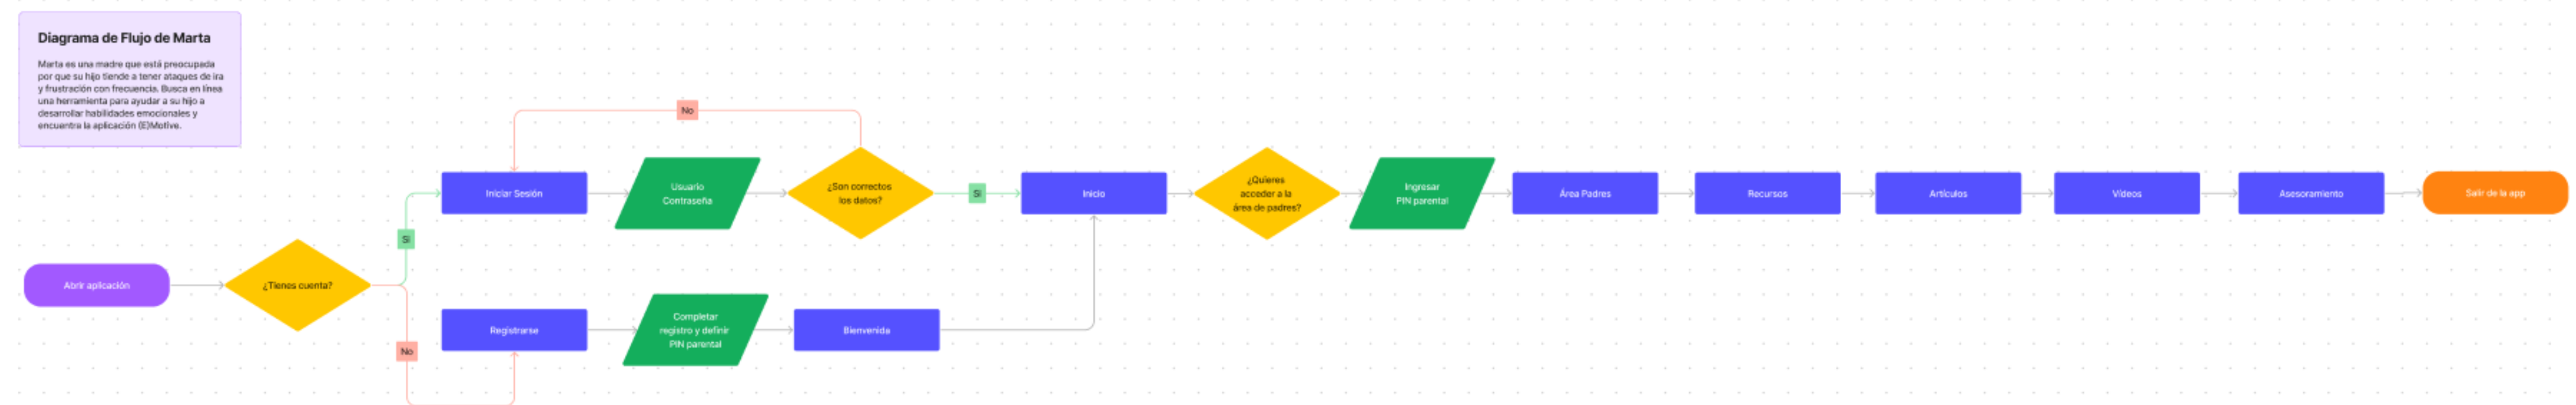 Diagrama de Flujo de Marta
Marta es una madre que está preocupada
por que su hijo tiende a tener ataques de ira
y frustración con frecuencia. Busca en línea
una herramienta para ayudar a su hijo a
desarrollar habilidades emocionales y
encuentra la aplicación (E)Motive.
Abrir aplicación
¿Tienes cuenta?
Si
No
Iniciar Sesión
Usuario
Contraseña
¿Son correctos
los datos?
No
Si
Registrarse
Completar
registro y definir
PIN parental
Bienvenida
Inicio
¿Quieres
acceder a la
área de padres?
Ingresar
PIN parental
Área Padres
Recursos
Artículos
Vídeos
Asesoramiento
Salir de la app